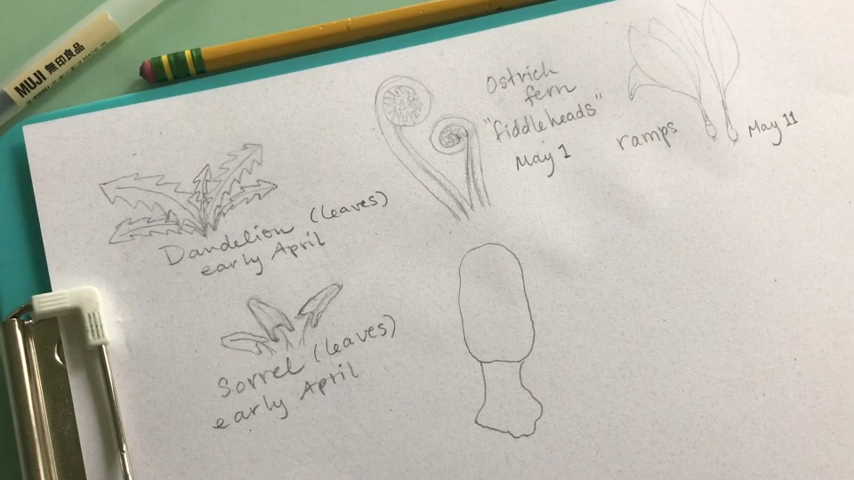 MUJI 無印良品
Ostrich
fern
"fiddleheads"
May 1
ramps
May 11
Dandelion (leaves)
early April
Sorrel (leaves)
early April